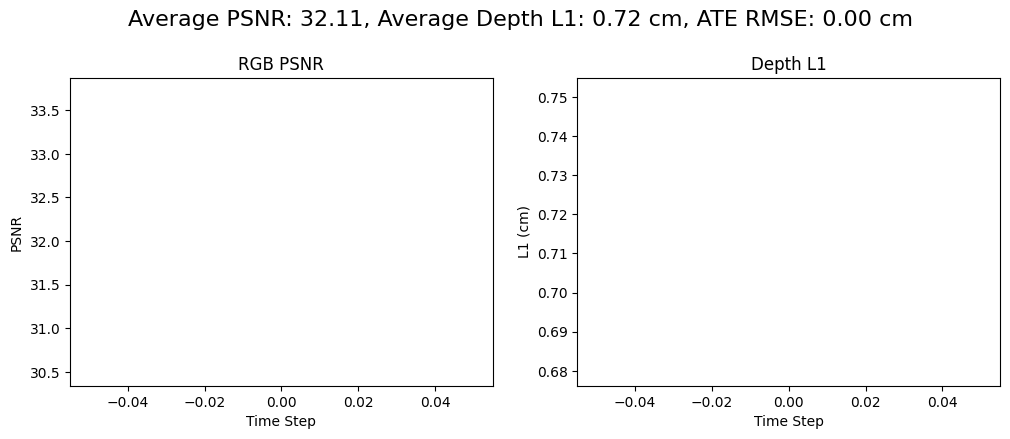 Average PSNR: 32.11, Average Depth L1: 0.72 cm, ATE RMSE: 0.00 cm
RGB PSNR
33.5
33.0
32.5
32.0
31.5
31.0
30.5
PSNR
−0.04 −0.02 0.00 0.02 0.04
Time Step
Depth L1
0.75
0.74
0.73
0.72
0.71
0.70
0.69
0.68
L1 (cm)
−0.04 −0.02 0.00 0.02 0.04
Time Step